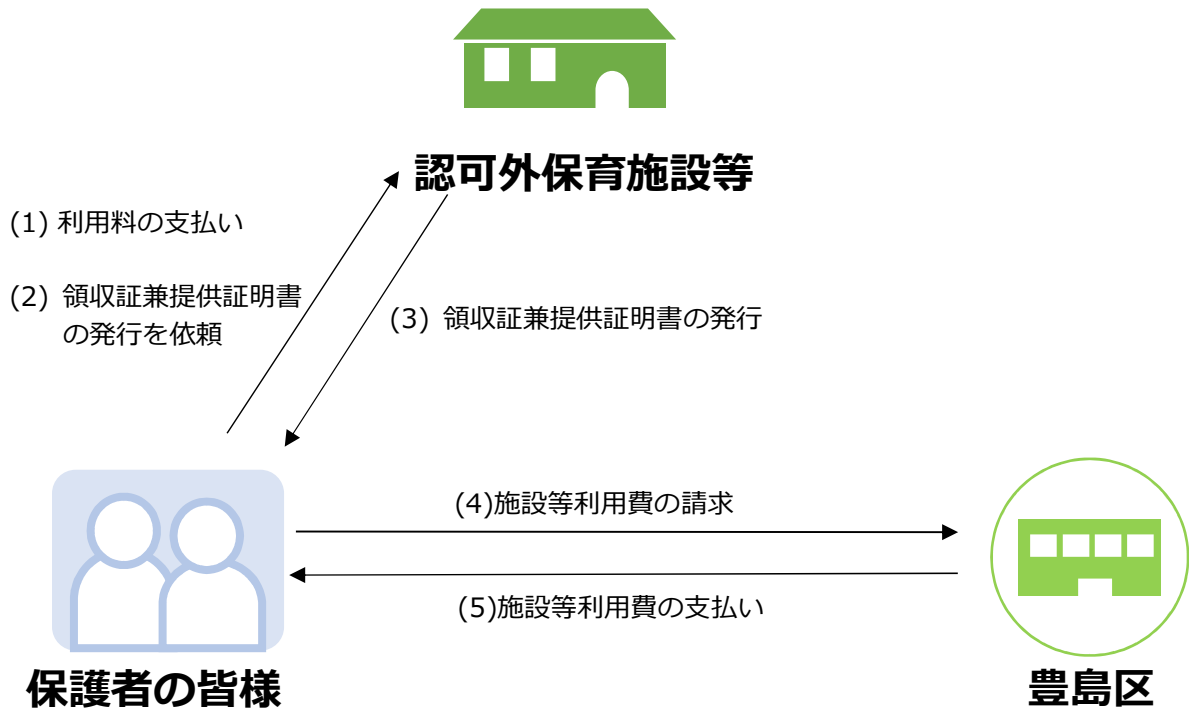 認可外保育施設等
(1) 利用料の支払い
(2) 領収証兼提供証明書
の発行を依頼
(3) 領収証兼提供証明書の発行
(4)施設等利用費の請求
(5)施設等利用費の支払い
保護者の皆様
豊島区